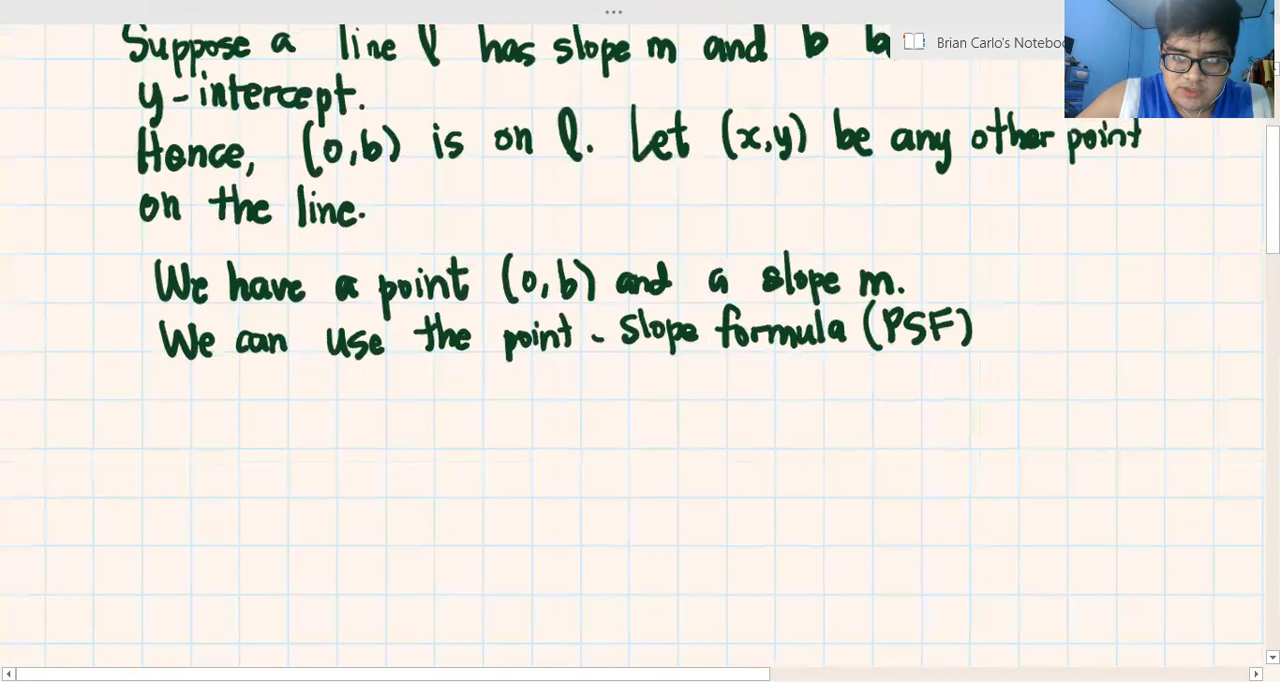 Suppose a line l has slope m and b
Brian Carlo's Notebo
y-intercept.
Hence, (0,b) is on l. Let (x,y) be any other point
on the line.
We have a point (0,b) and a slope m.
We can use the point - slope formula (PSF)